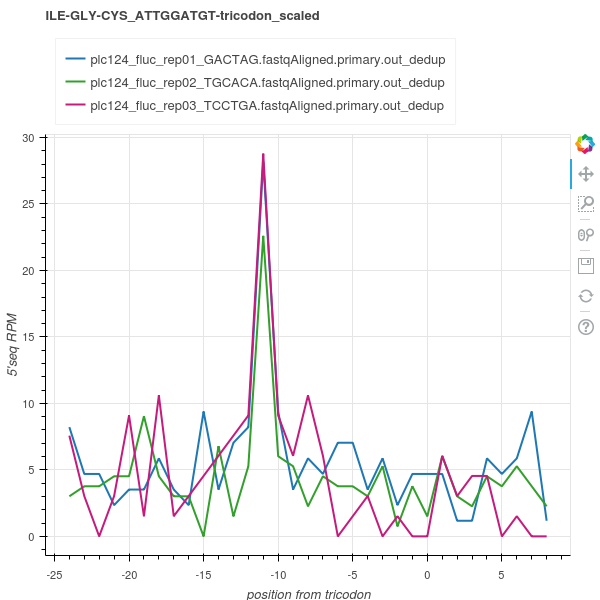 ILE-GLY-CYS_ATTGGATGT-tricodon_scaled
plc124_fluc_rep01_GACTAG.fastqAligned.primary.out_dedup
plc124_fluc_rep02_TGCACA.fastqAligned.primary.out_dedup
plc124_fluc_rep03_TCCTGA.fastqAligned.primary.out_dedup
30
25
20
15
10
5
0
5'seq RPM
-25 -20 -15 -10 -5 0 5
position from tricodon